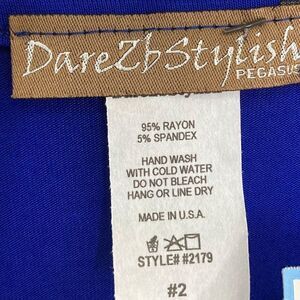 Dare2bStylish
PEGASUS
95% RAYON
5% SPANDEX
HAND WASH
WITH COLD WATER
DO NOT BLEACH
HANG OR LINE DRY
MADE IN U.S.A.
STYLE# #2179
#2